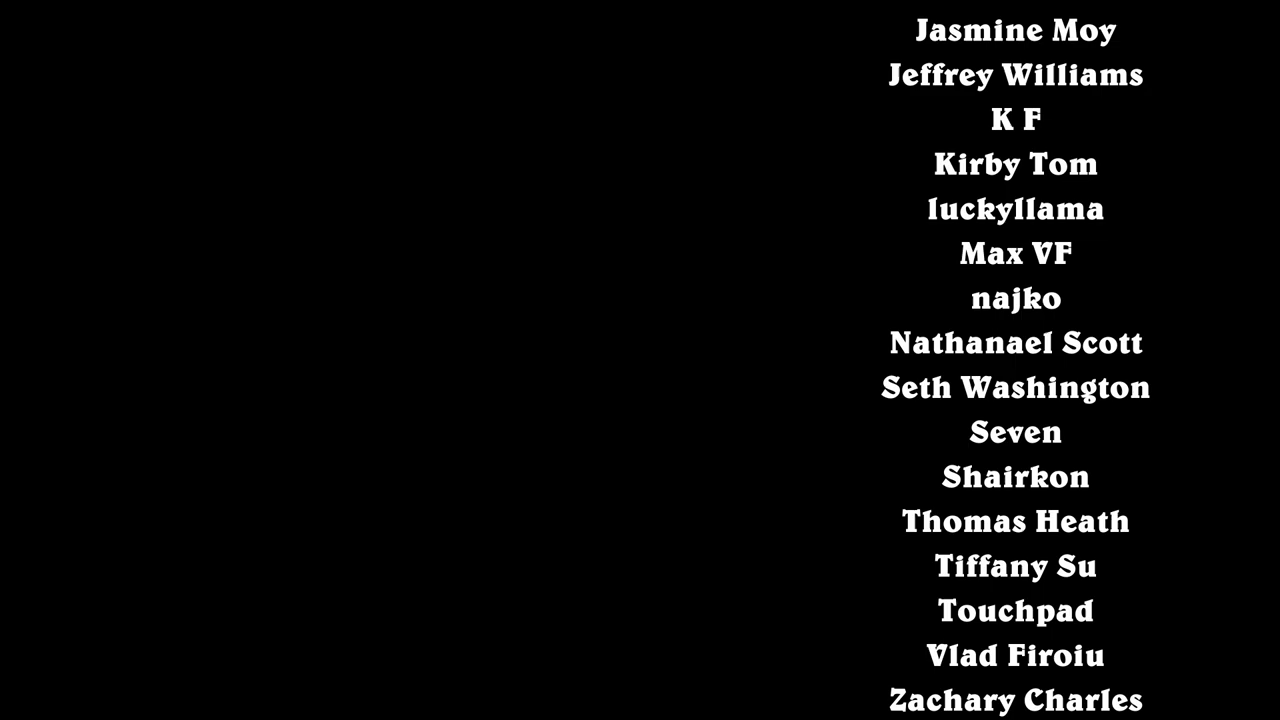 Jasmine Moy
Jeffrey Williams
K F
Kirby Tom
luckyllama
Max VF
najko
Nathanael Scott
Seth Washington
Seven
Shairkon
Thomas Heath
Tiffany Su
Touchpad
Vlad Firoiu
Zachary Charles